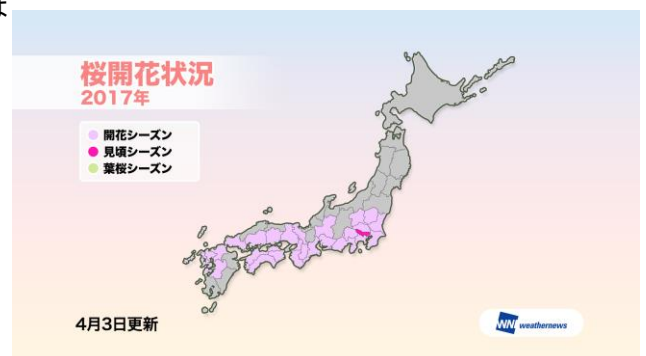 桜開花状況
2017年
開花シーズン
見頃シーズン
葉桜シーズン
4月3日更新
WNI weathernews